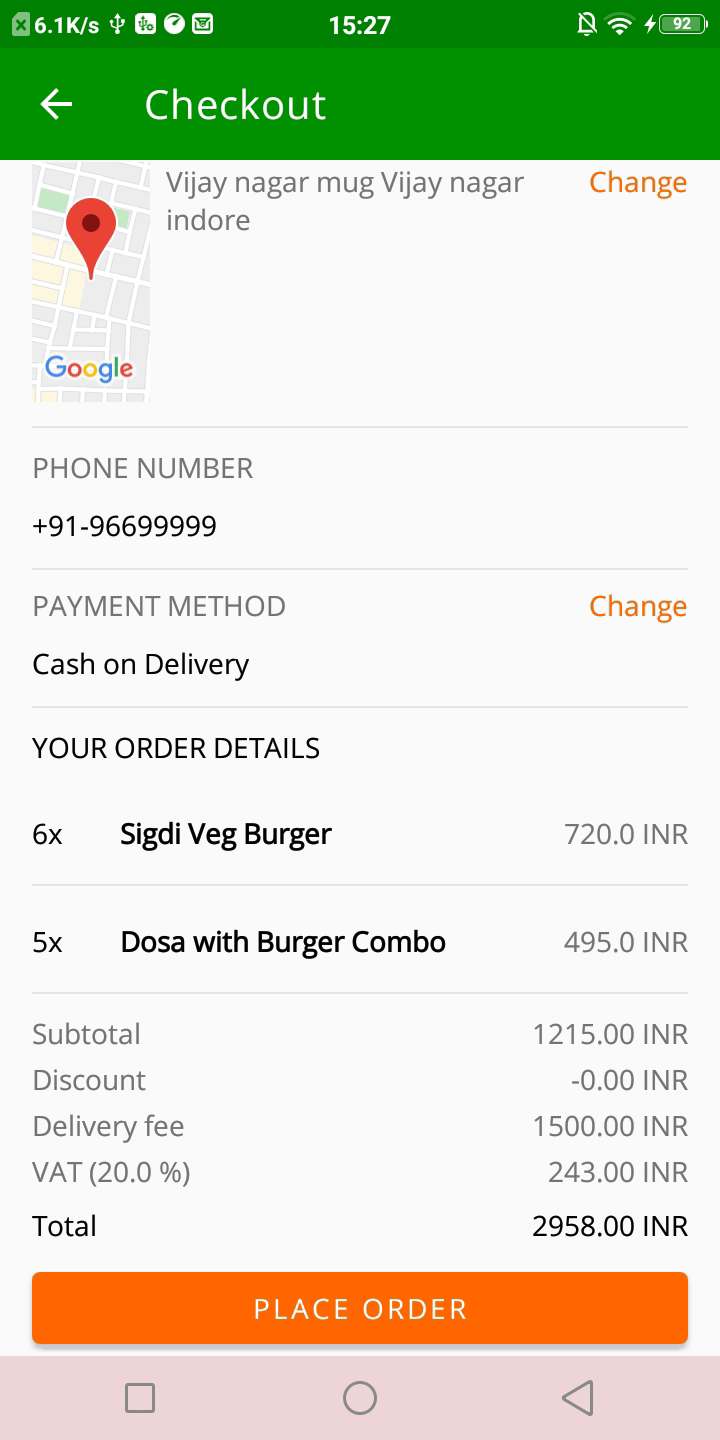 6.1K/s 15:27 92
Checkout
Vijay nagar mug Vijay nagar Change
indore
Google
PHONE NUMBER
+91-96699999
PAYMENT METHOD Change
Cash on Delivery
YOUR ORDER DETAILS
6x Sigdi Veg Burger 720.0 INR
5x Dosa with Burger Combo 495.0 INR
Subtotal 1215.00 INR
Discount -0.00 INR
Delivery fee 1500.00 INR
VAT (20.0 %) 243.00 INR
Total 2958.00 INR
PLACE ORDER